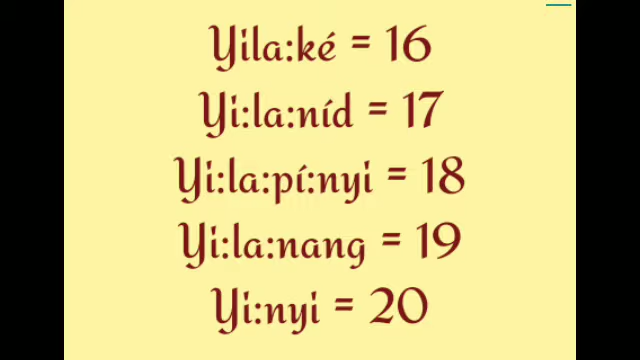 Yila:ké = 16
Yi:la:níd = 17
Yi:la:pí:nyi = 18
Yi:la:nang = 19
Yi:nyi = 20